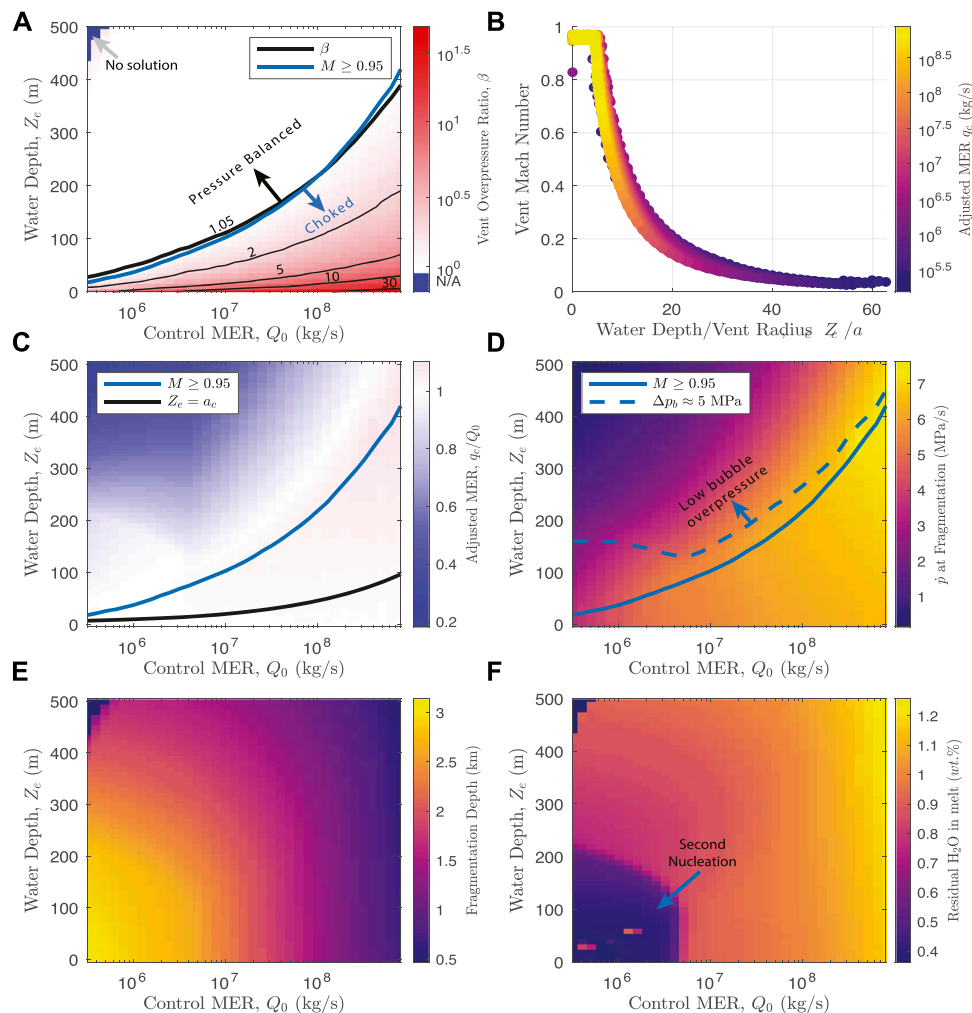 A
500
400
300
200
100
0
Water Depth, Z_e (m)
No solution
β
M ≥ 0.95
Pressure Balanced
Choked
1.05
2
5
10
30
10^6
10^7
10^8
Control MER, Q_0 (kg/s)
10^1.5
10^1
10^0.5
10^0
N/A
Vent Overpressure Ratio, β
B
1
0.8
0.6
0.4
0.2
0
Vent Mach Number
0
20
40
60
10^8.5
10^8
10^7.5
10^7
10^6.5
10^6
10^5.5
Adjusted MER q_c (kg/s)
C
500
400
300
200
100
0
Water Depth, Z_e (m)
M ≥ 0.95
Z_e = a_c
10^6
10^7
10^8
Control MER, Q_0 (kg/s)
1
0.8
0.6
0.4
0.2
Adjusted MER, q_c/Q_0
D
500
400
300
200
100
0
Water Depth, Z_e (m)
M ≥ 0.95
Δp_b ≈ 5 MPa
Low bubble
overpressure
10^6
10^7
10^8
Control MER, Q_0 (kg/s)
7
6
5
4
3
2
1
ṗ at Fragmentation (MPa/s)
E
500
400
300
200
100
0
Water Depth, Z_e (m)
10^6
10^7
10^8
Control MER, Q_0 (kg/s)
3
2.5
2
1.5
1
0.5
Fragmentation Depth (km)
F
500
400
300
200
100
0
Water Depth, Z_e (m)
Second
Nucleation
10^6
10^7
10^8
Control MER, Q_0 (kg/s)
1.2
1.1
1
0.9
0.8
0.7
0.6
0.5
0.4
Residual H_2O in melt (wt.%)
Water Depth/Vent Radius